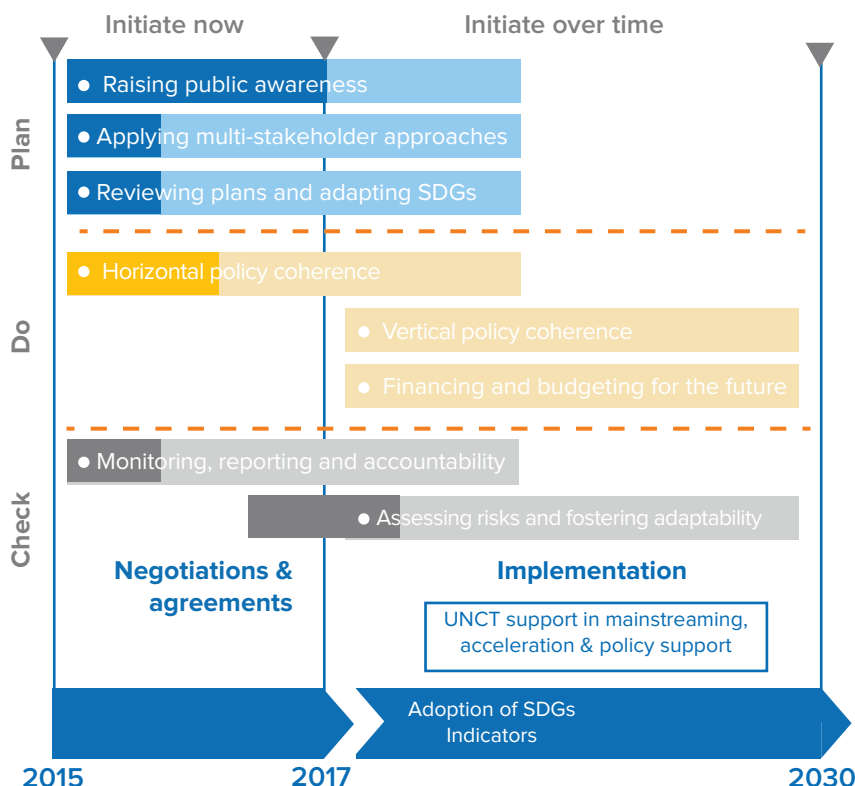 Initiate now
Initiate over time
Plan
Raising public awareness
Applying multi-stakeholder approaches
Reviewing plans and adapting SDGs
Do
Horizontal policy coherence
Vertical policy coherence
Financing and budgeting for the future
Check
Monitoring, reporting and accountability
Assessing risks and fostering adaptability
Negotiations &
agreements
Implementation
UNCT support in mainstreaming,
acceleration & policy support
Adoption of SDGs
Indicators
2015
2017
2030